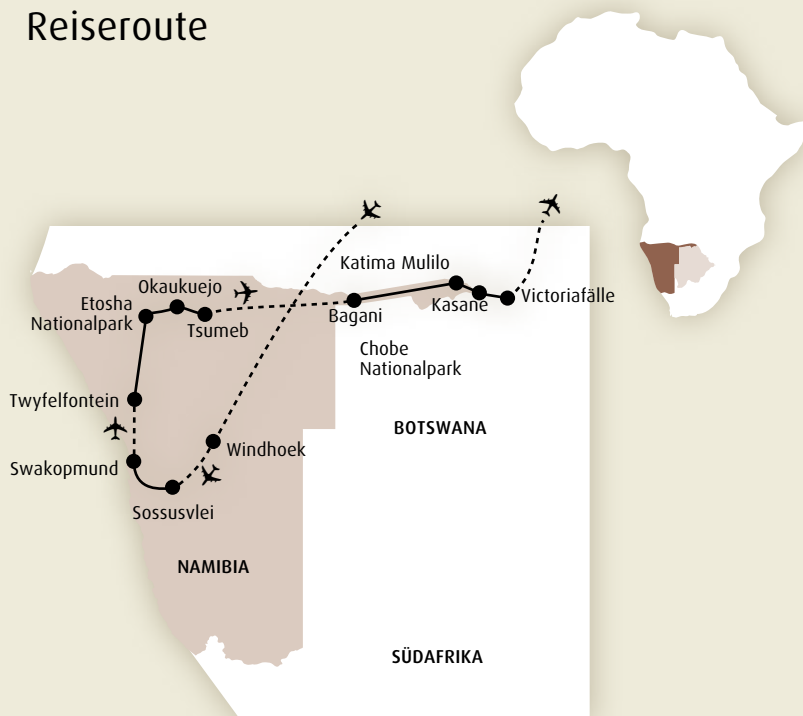 Reiseroute
Katima Mulilo
Okaukuejo
Etosha
Nationalpark
Tsumeb
Bagani
Kasane
Victoriafälle
Chobe
Nationalpark
Twyfelfontein
BOTSWANA
Windhoek
Swakopmund
Sossusvlei
NAMIBIA
SÜDAFRIKA